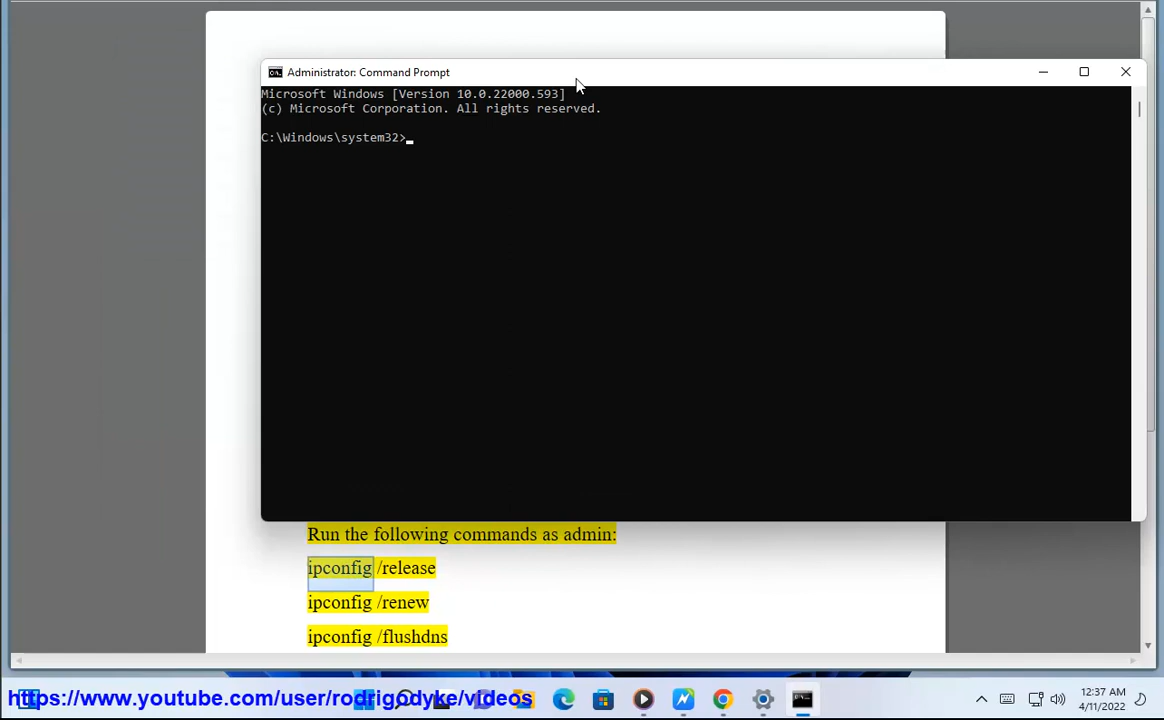 Administrator: Command Prompt
Microsoft Windows [Version 10.0.22000.593]
(c) Microsoft Corporation. All rights reserved.
C:\Windows\system32>
Run the following commands as admin:
ipconfig /release
ipconfig /renew
ipconfig /flushdns
https://www.youtube.com/user/rodrigodyke/videos
12:37 AM
4/11/2022